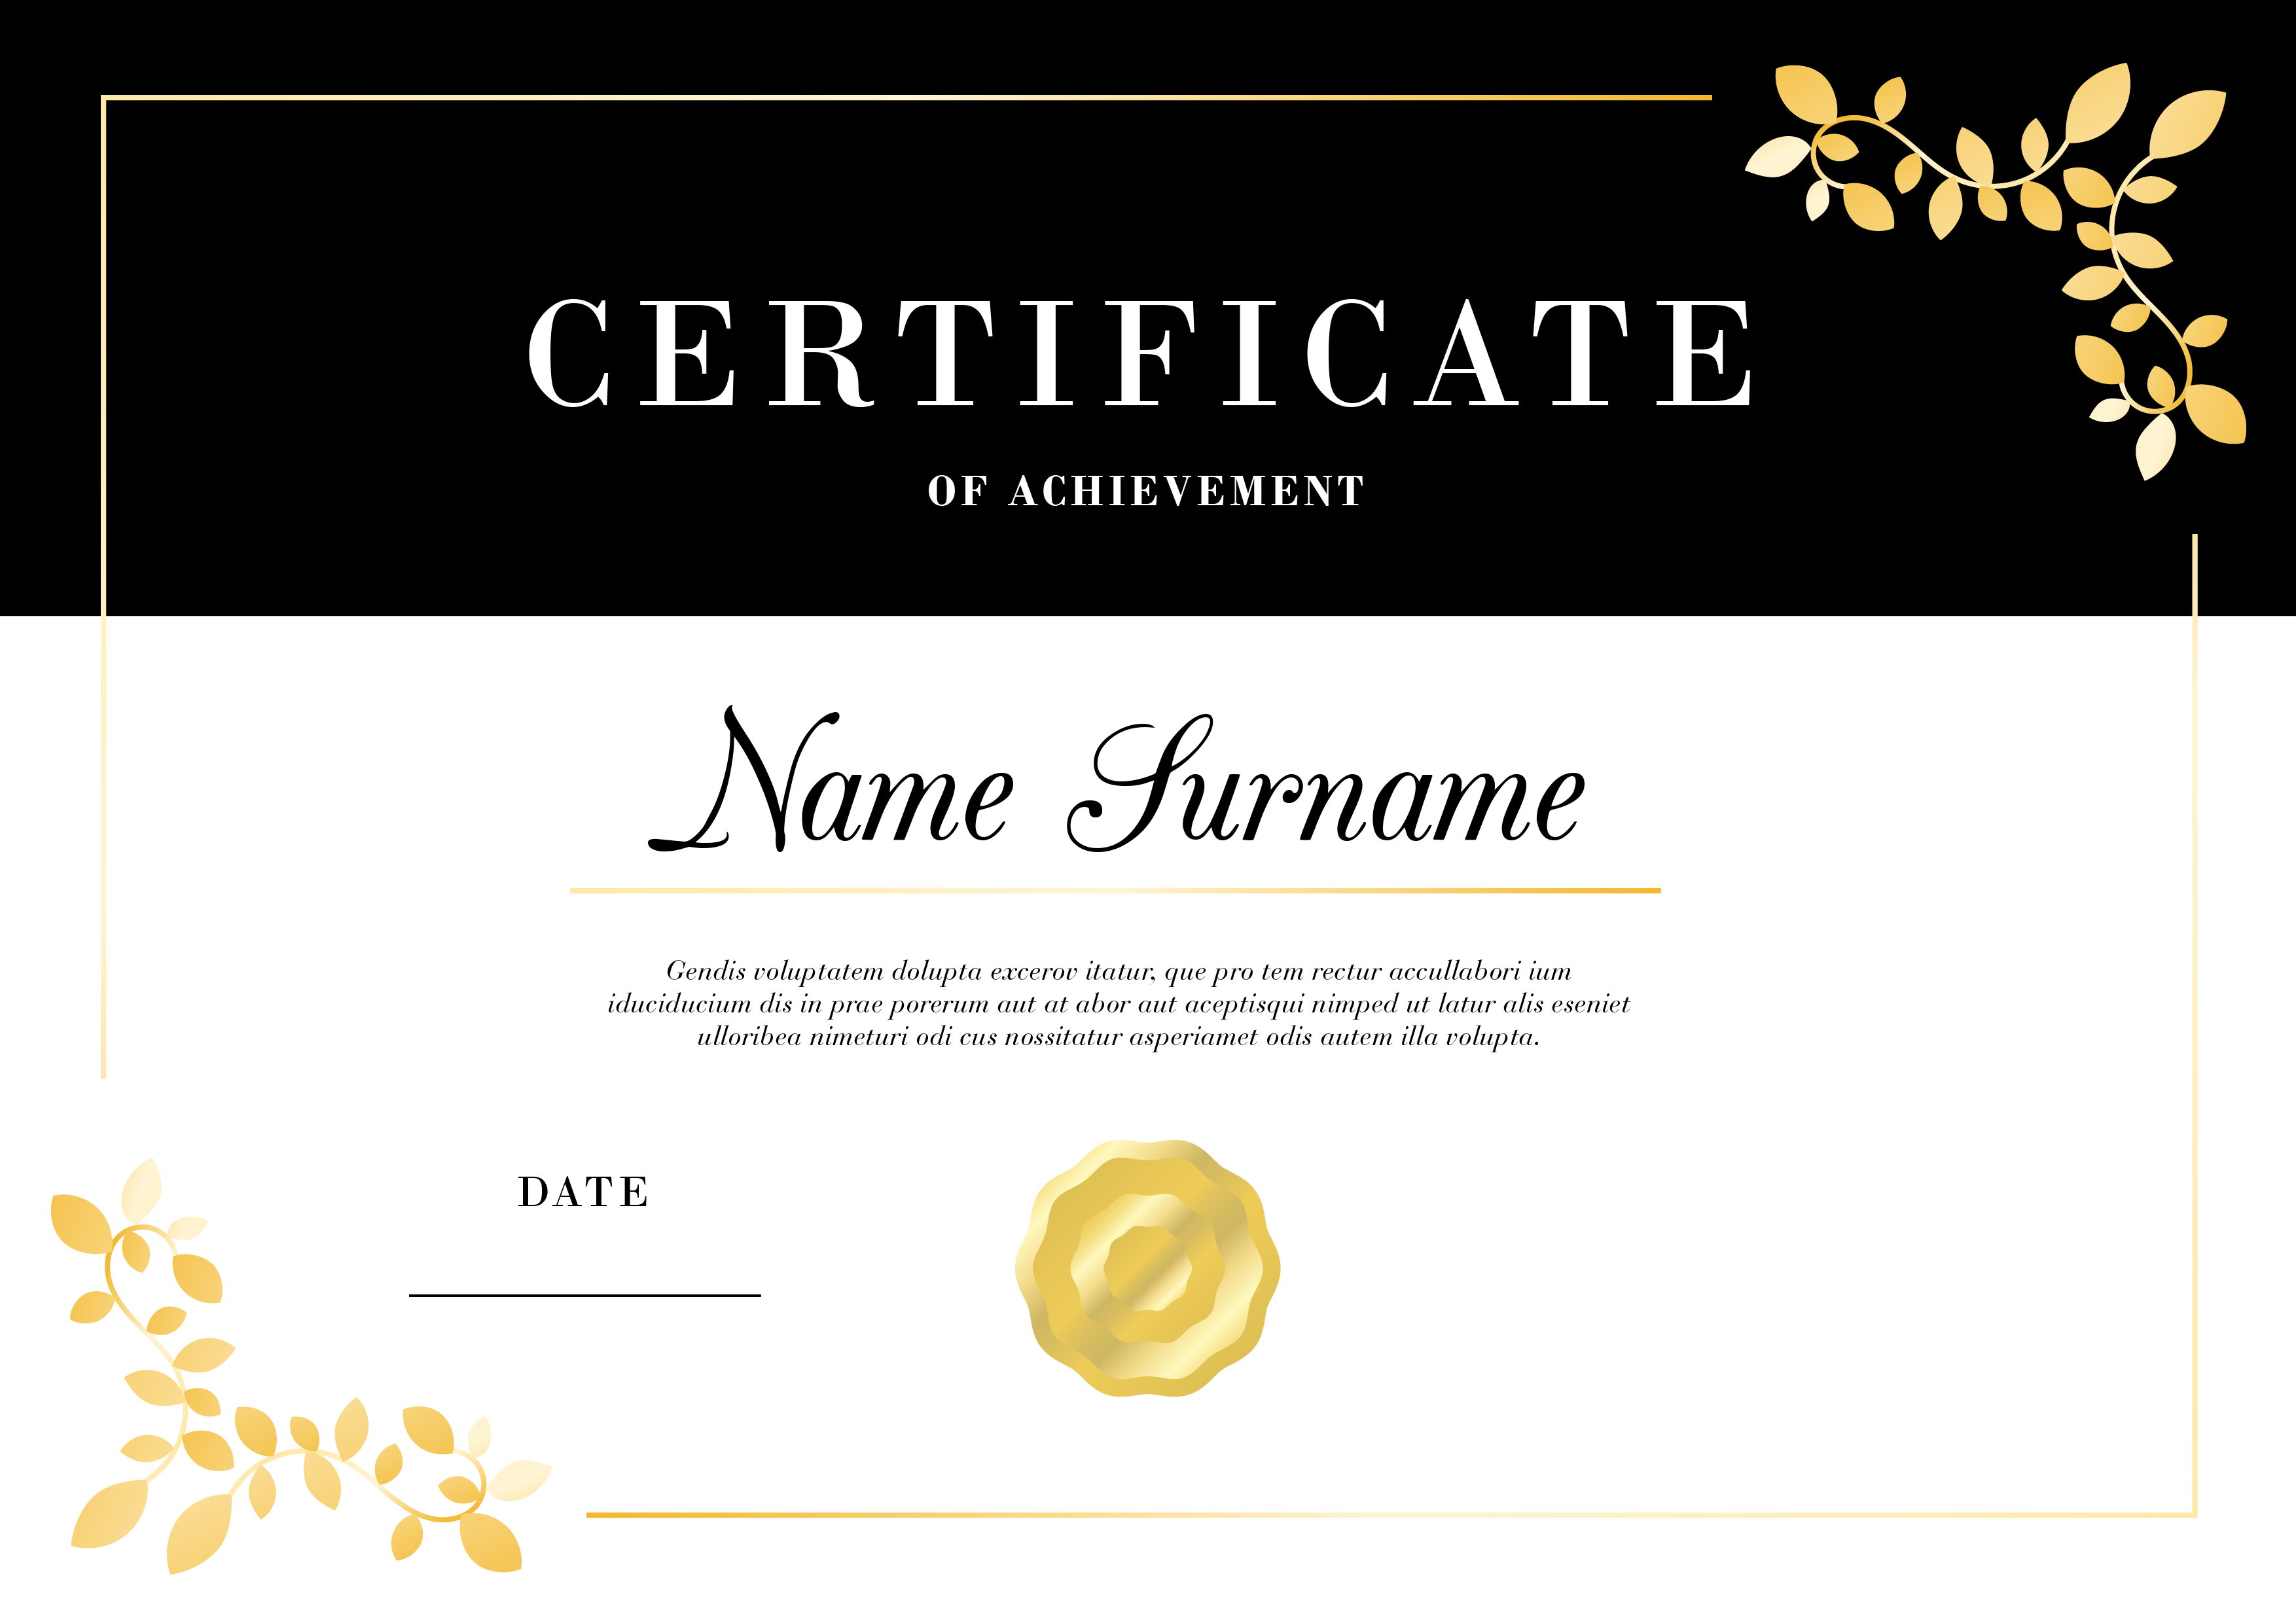 CERTIFICATE
OF ACHIEVEMENT
Name Surname
Gendis voluptatem dolupta excerov itatur, que pro tem rectur accullabori ium
iduciducium dis in prae porerum aut at abor aut aceptisqui nimped ut latur alis eseniet
ulloribea nimeturi odi cus nossitatur asperiamet odis autem illa volupta.
DATE